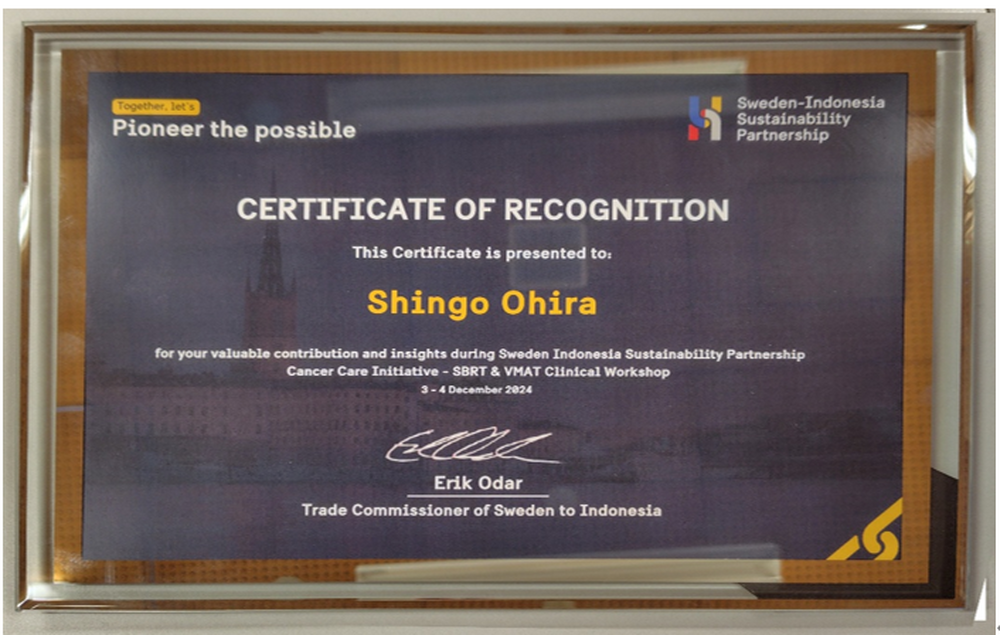 Together, let's
Pioneer the possible
Sweden-Indonesia
Sustainability
Partnership
CERTIFICATE OF RECOGNITION
This Certificate is presented to:
Shingo Ohira
for your valuable contribution and insights during Sweden Indonesia Sustainability Partnership
Cancer Care Initiative - SBRT & VMAT Clinical Workshop
3 - 4 December 2024
Erik Odar
Trade Commissioner of Sweden to Indonesia